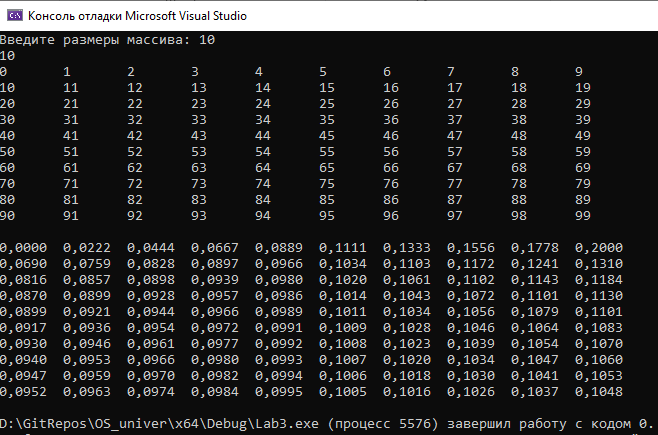 Консоль отладки Microsoft Visual Studio
Введите размеры массива: 10
10
0 1 2 3 4 5 6 7 8 9
10 11 12 13 14 15 16 17 18 19
20 21 22 23 24 25 26 27 28 29
30 31 32 33 34 35 36 37 38 39
40 41 42 43 44 45 46 47 48 49
50 51 52 53 54 55 56 57 58 59
60 61 62 63 64 65 66 67 68 69
70 71 72 73 74 75 76 77 78 79
80 81 82 83 84 85 86 87 88 89
90 91 92 93 94 95 96 97 98 99
0,0000 0,0222 0,0444 0,0667 0,0889 0,1111 0,1333 0,1556 0,1778 0,2000
0,0690 0,0759 0,0828 0,0897 0,0966 0,1034 0,1103 0,1172 0,1241 0,1310
0,0816 0,0857 0,0898 0,0939 0,0980 0,1020 0,1061 0,1102 0,1143 0,1184
0,0870 0,0899 0,0928 0,0957 0,0986 0,1014 0,1043 0,1072 0,1101 0,1130
0,0899 0,0921 0,0944 0,0966 0,0989 0,1011 0,1034 0,1056 0,1079 0,1101
0,0917 0,0936 0,0954 0,0972 0,0991 0,1009 0,1028 0,1046 0,1064 0,1083
0,0930 0,0946 0,0961 0,0977 0,0992 0,1008 0,1023 0,1039 0,1054 0,1070
0,0940 0,0953 0,0966 0,0980 0,0993 0,1007 0,1020 0,1034 0,1047 0,1060
0,0947 0,0959 0,0970 0,0982 0,0994 0,1006 0,1018 0,1030 0,1041 0,1053
0,0952 0,0963 0,0974 0,0984 0,0995 0,1005 0,1016 0,1026 0,1037 0,1048
D:\GitRepos\OS_univer\x64\Debug\Lab3.exe (процесс 5576) завершил работу с кодом 0.